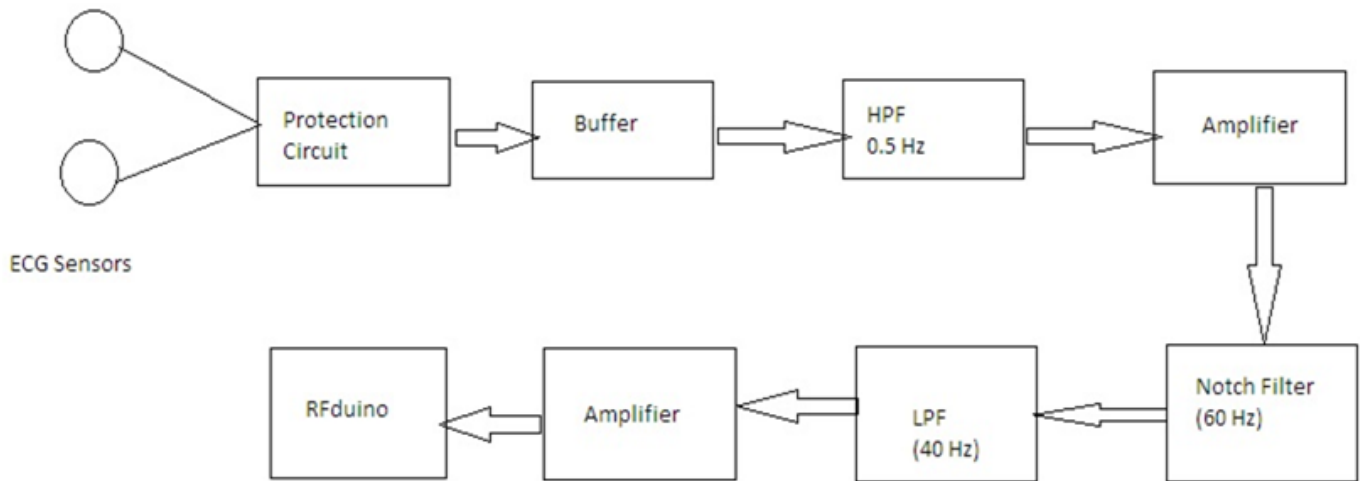 Protection
Circuit
Buffer
HPF
0.5 Hz
Amplifier
ECG Sensors
RFduino
Amplifier
LPF
(40 Hz)
Notch Filter
(60 Hz)